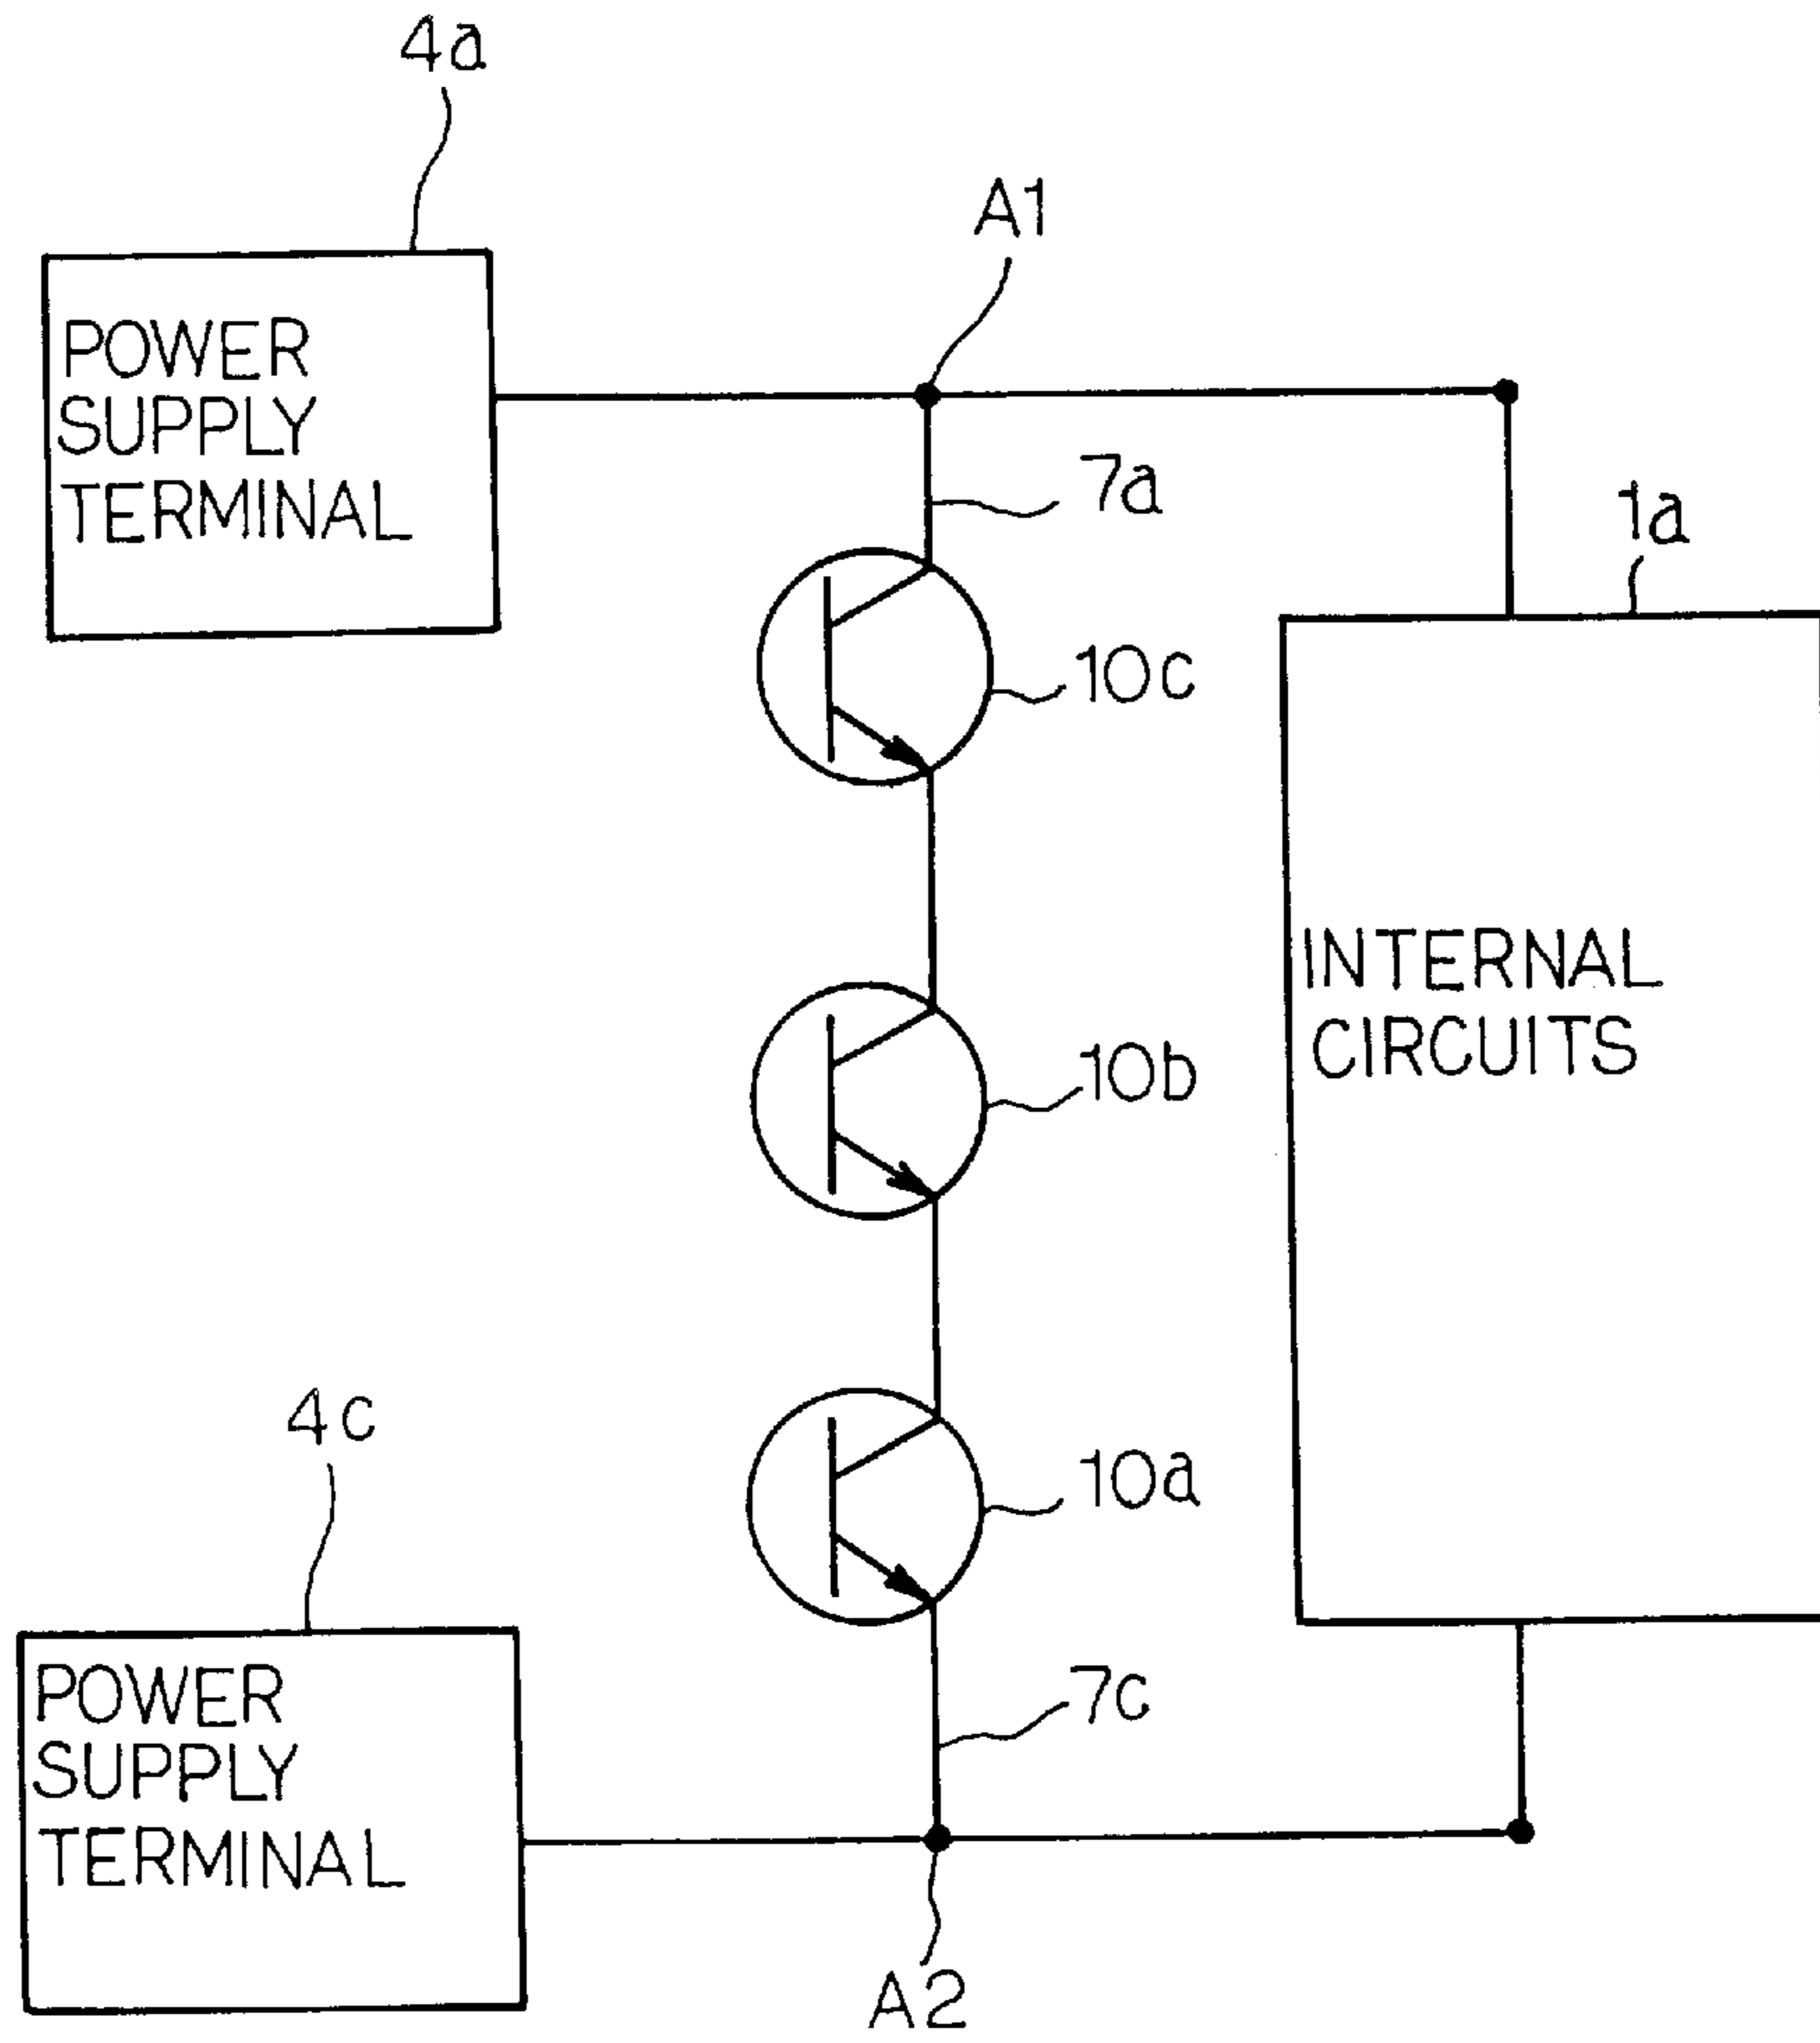 4a
A1
POWER
SUPPLY
TERMINAL
7a
1a
10c
INTERNAL
CIRCUITS
10b
4c
10a
POWER
SUPPLY
TERMINAL
7c
A2